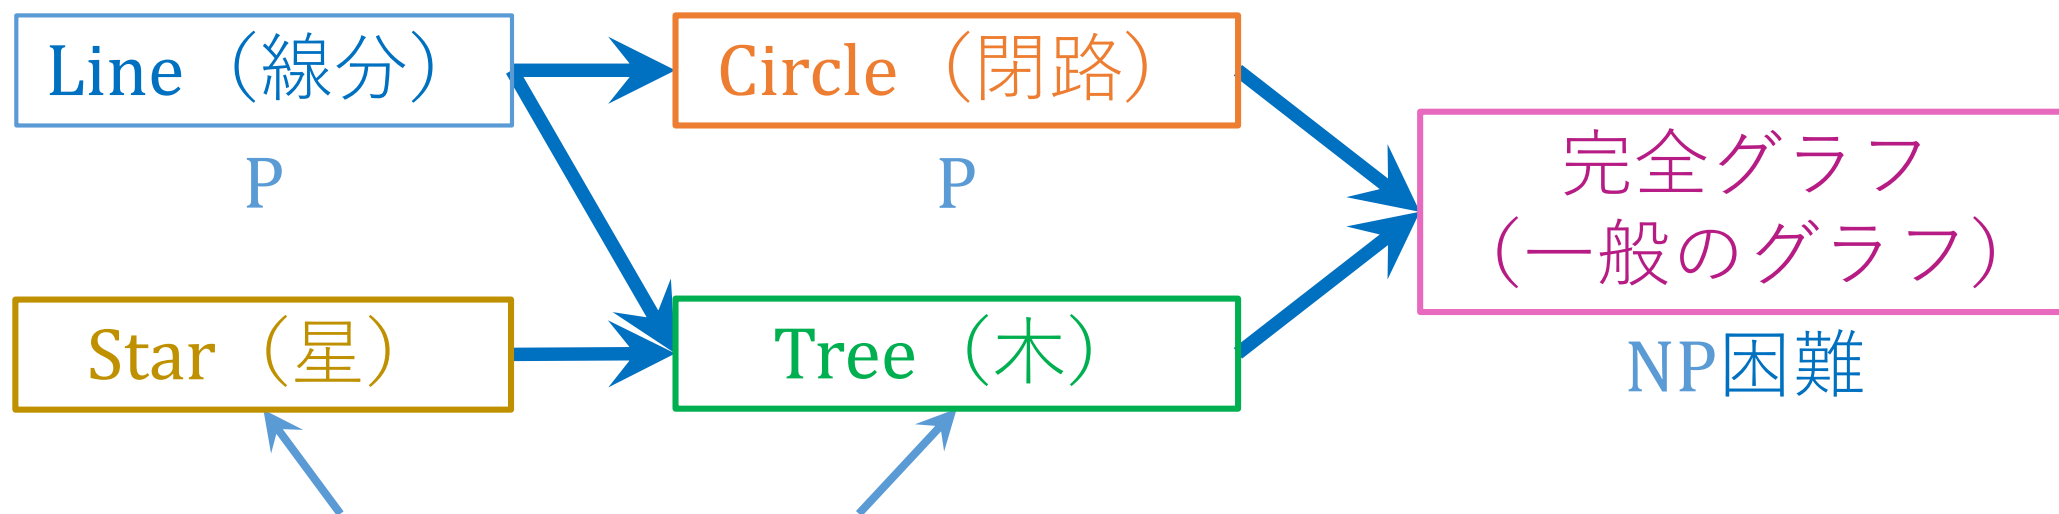 Line（線分）
P
Circle（閉路）
P
Star（星）
Tree（木）
完全グラフ
（一般のグラフ）
NP困難